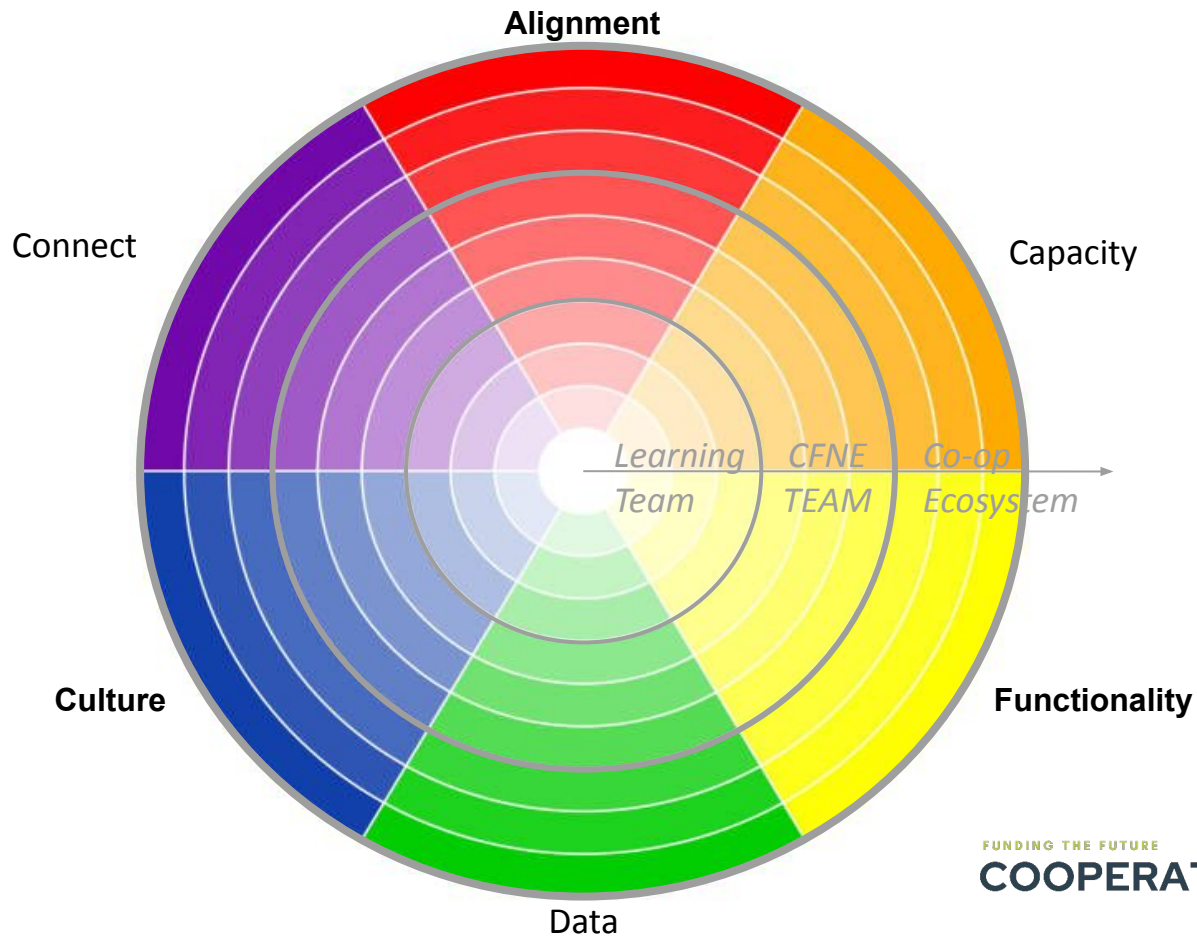 Alignment
Connect
Capacity
Learning CFNE Co-op
Team TEAM Ecosystem
Culture
Functionality
FUNDING THE FUTURE
COOPERAT
Data